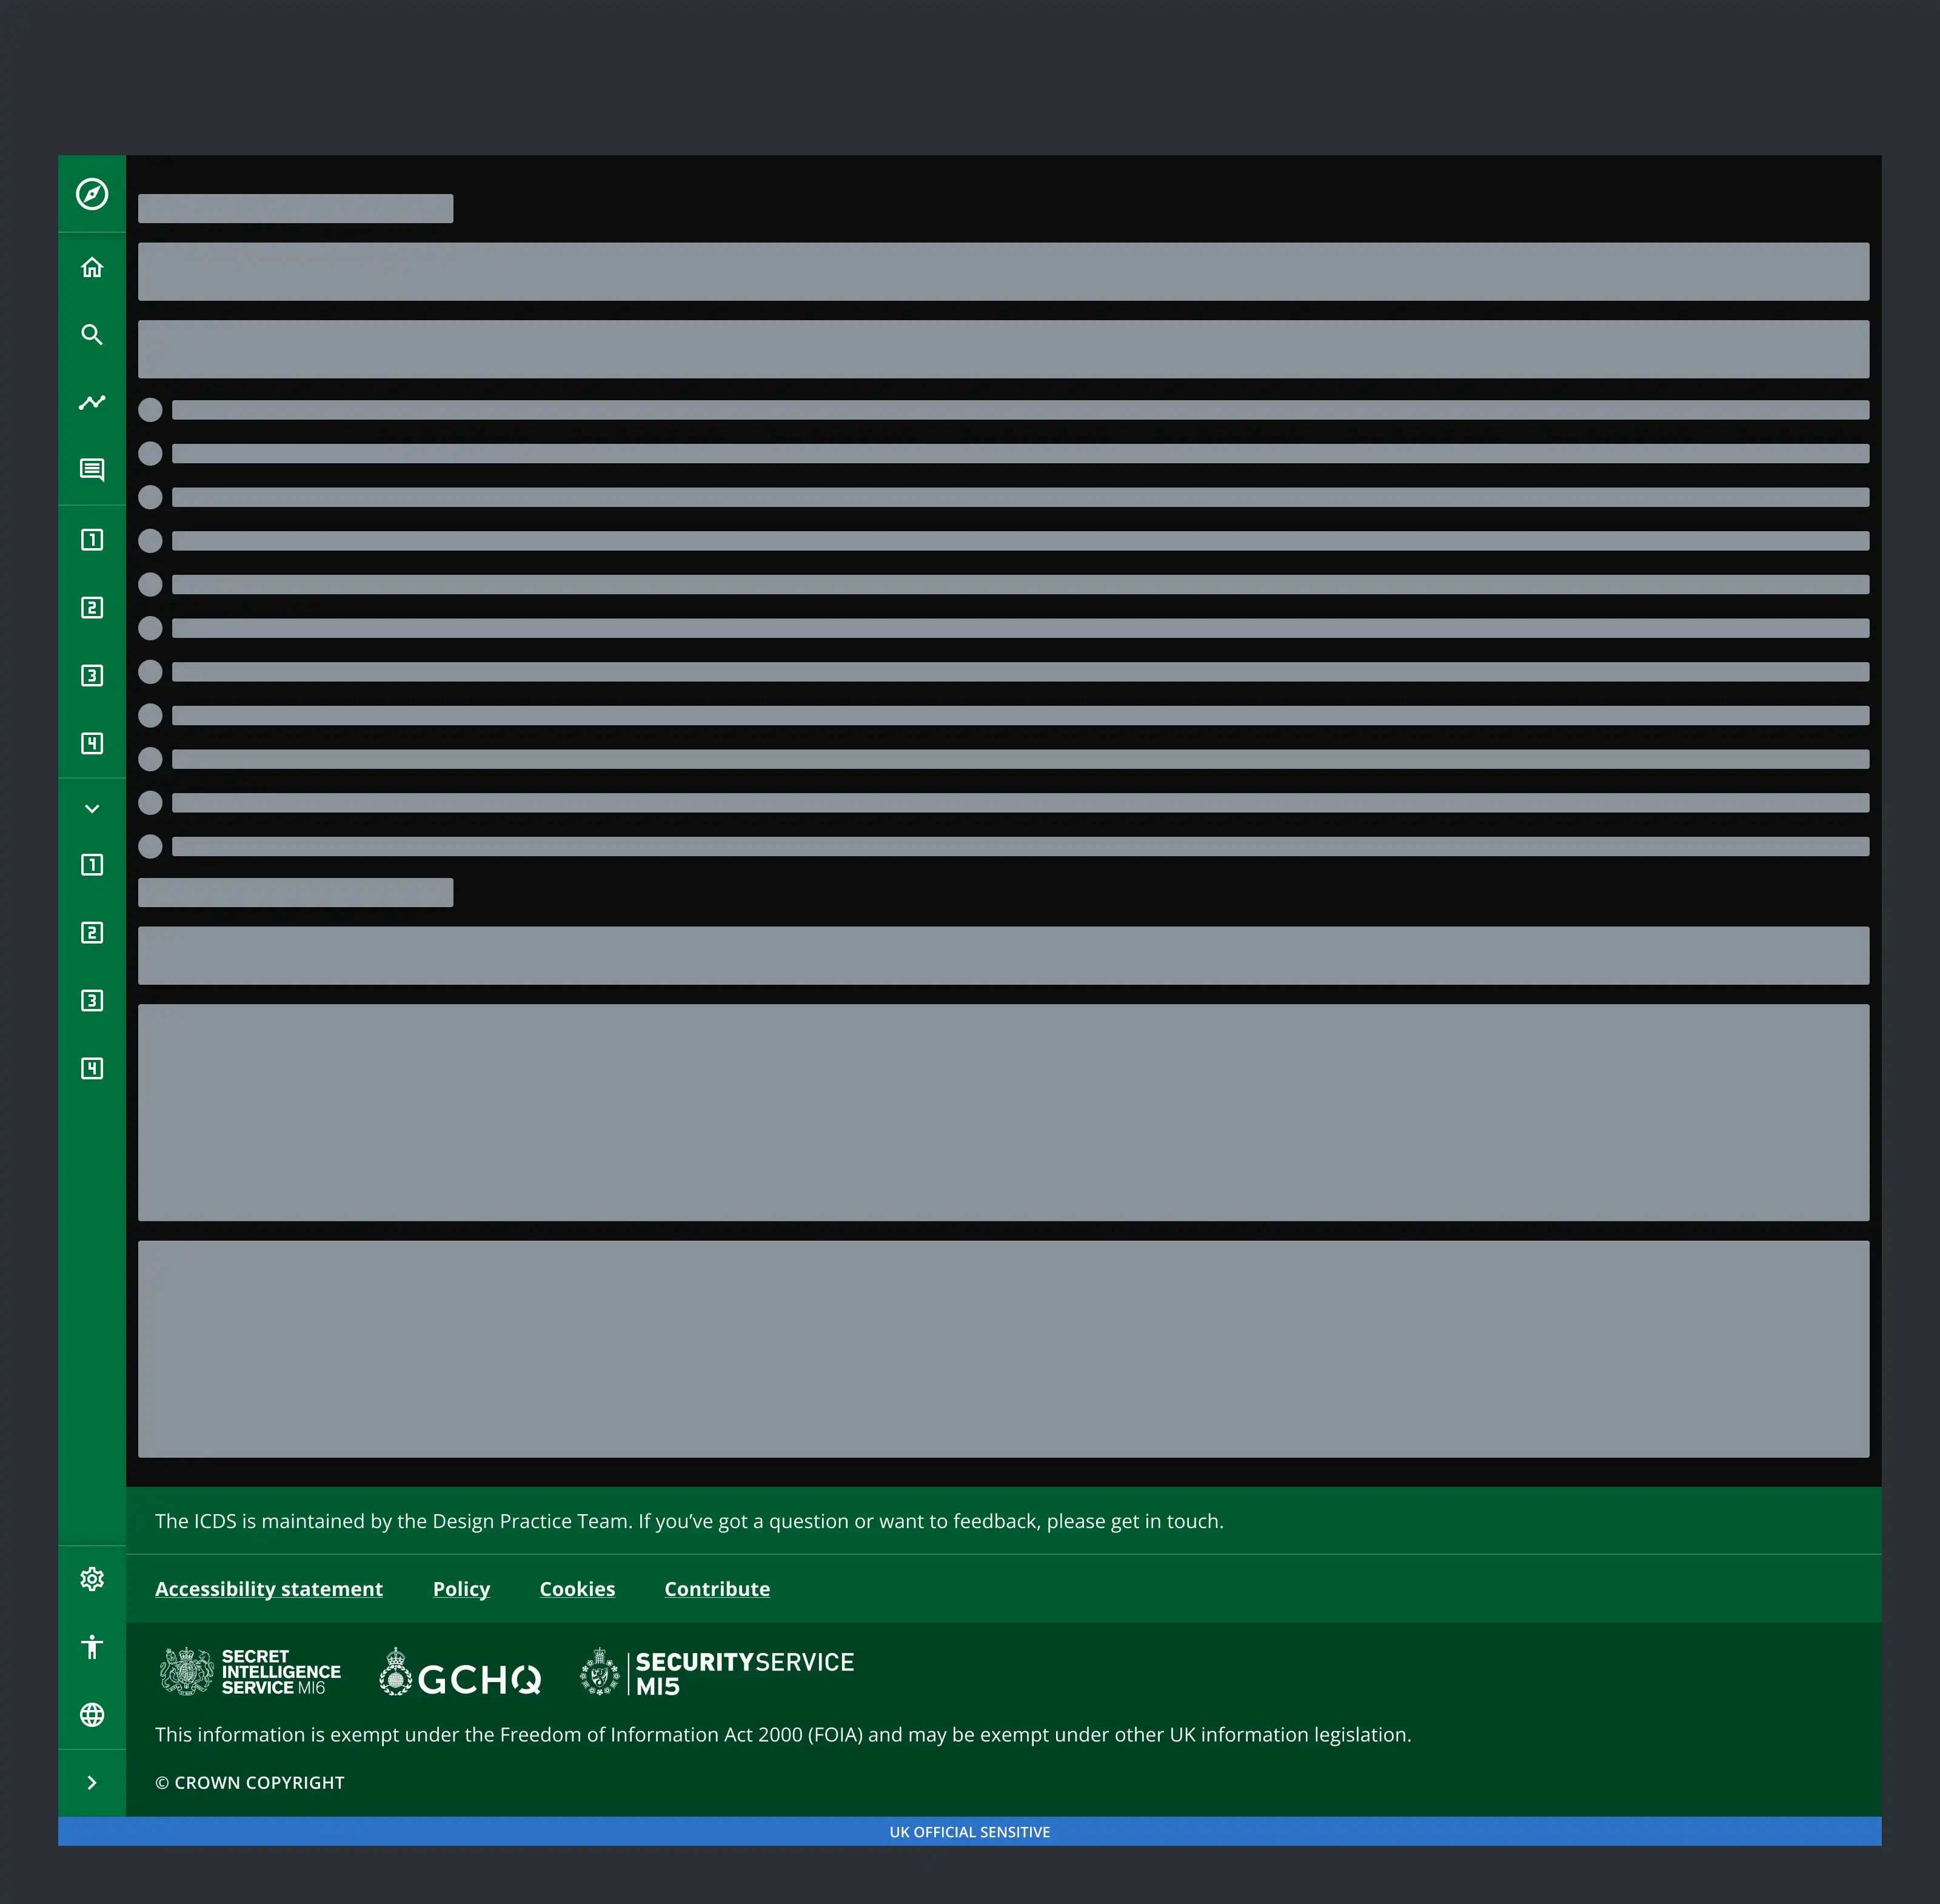 1
2
3
4
1
2
3
4
The ICDS is maintained by the Design Practice Team. If you’ve got a question or want to feedback, please get in touch.
Accessibility statement Policy Cookies Contribute
SECRET
INTELLIGENCE
SERVICE MI6
GCHQ
SECURITYSERVICE
MI5
This information is exempt under the Freedom of Information Act 2000 (FOIA) and may be exempt under other UK information legislation.
© CROWN COPYRIGHT
UK OFFICIAL SENSITIVE